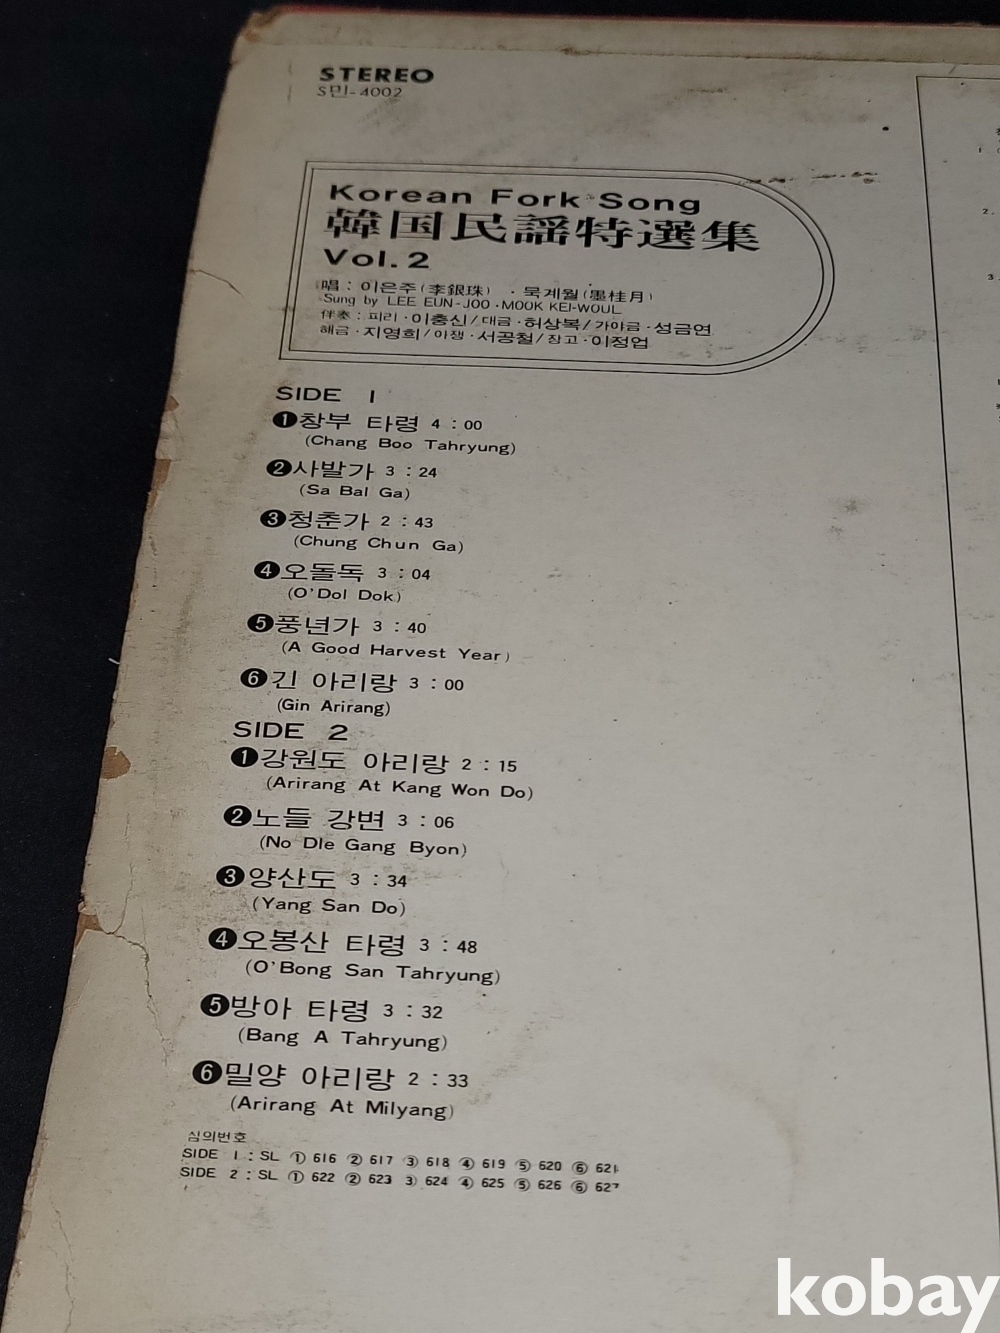 STEREO
S민-4002
Korean Fork Song
韓国民謡特選集
Vol.2
唱 : 이은주(李銀珠) · 묵계월(墨桂月)
Sung by LEE EUN-JOO · MOOK KEI-WOUL
伴奏 : 피리 · 이충신/대금 · 허상복/가야금 · 성금연
해금 · 지영희/아쟁 · 서공철/장고 · 이정업
SIDE 1
❶창부 타령 4 : 00
(Chang Boo Tahryung)
❷사발가 3 : 24
(Sa Bal Ga)
❸청춘가 2 : 43
(Chung Chun Ga)
❹오돌독 3 : 04
(O'Dol Dok)
❺풍년가 3 : 40
(A Good Harvest Year)
❻긴 아리랑 3 : 00
(Gin Arirang)
SIDE 2
❶강원도 아리랑 2 : 15
(Arirang At Kang Won Do)
❷노들 강변 3 : 06
(No Dle Gang Byon)
❸양산도 3 : 34
(Yang San Do)
❹오봉산 타령 3 : 48
(O'Bong San Tahryung)
❺방아 타령 3 : 32
(Bang A Tahryung)
❻밀양 아리랑 2 : 33
(Arirang At Milyang)
심의번호
SIDE 1 : SL ① 616 ② 617 ③ 618 ④ 619 ⑤ 620 ⑥ 621
SIDE 2 : SL ① 622 ② 623 ③ 624 ④ 625 ⑤ 626 ⑥ 627
kobay